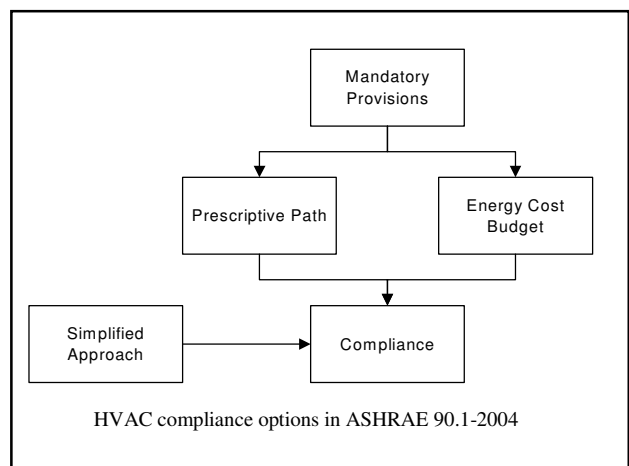 Mandatory
Provisions
Prescriptive Path
Energy Cost
Budget
Simplified
Approach
Compliance
HVAC compliance options in ASHRAE 90.1-2004